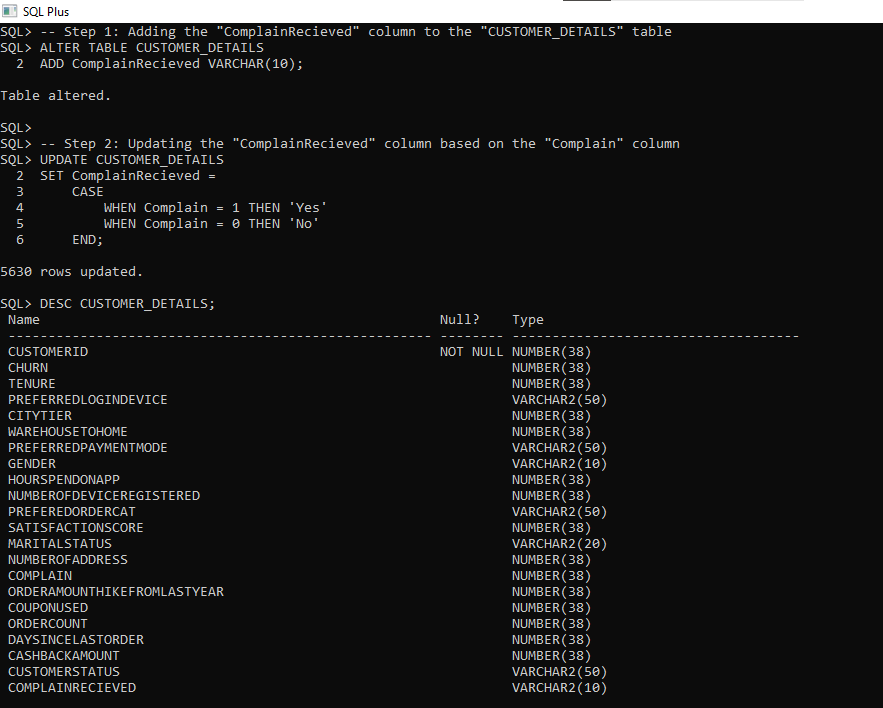 SQL Plus
SQL> -- Step 1: Adding the "ComplainRecieved" column to the "CUSTOMER_DETAILS" table
SQL> ALTER TABLE CUSTOMER_DETAILS
  2  ADD ComplainRecieved VARCHAR(10);

Table altered.

SQL>
SQL> -- Step 2: Updating the "ComplainRecieved" column based on the "Complain" column
SQL> UPDATE CUSTOMER_DETAILS
  2  SET ComplainRecieved =
  3      CASE
  4          WHEN Complain = 1 THEN 'Yes'
  5          WHEN Complain = 0 THEN 'No'
  6      END;

5630 rows updated.

SQL> DESC CUSTOMER_DETAILS;
 Name                                                  Null?    Type
 ----------------------------------------------------- -------- ------------------------------------
 CUSTOMERID                                            NOT NULL NUMBER(38)
 CHURN                                                          NUMBER(38)
 TENURE                                                         NUMBER(38)
 PREFERREDLOGINDEVICE                                           VARCHAR2(50)
 CITYTIER                                                       NUMBER(38)
 WAREHOUSETOHOME                                                NUMBER(38)
 PREFERREDPAYMENTMODE                                           VARCHAR2(50)
 GENDER                                                         VARCHAR2(10)
 HOURSPENDONAPP                                                 NUMBER(38)
 NUMBEROFDEVICEREGISTERED                                       NUMBER(38)
 PREFEREDORDERCAT                                               VARCHAR2(50)
 SATISFACTIONSCORE                                              NUMBER(38)
 MARITALSTATUS                                                  VARCHAR2(20)
 NUMBEROFADDRESS                                                NUMBER(38)
 COMPLAIN                                                       NUMBER(38)
 ORDERAMOUNTHIKEFROMLASTYEAR                                    NUMBER(38)
 COUPONUSED                                                     NUMBER(38)
 ORDERCOUNT                                                     NUMBER(38)
 DAYSINCELASTORDER                                              NUMBER(38)
 CASHBACKAMOUNT                                                 NUMBER(38)
 CUSTOMERSTATUS                                                 VARCHAR2(50)
 COMPLAINRECIEVED                                               VARCHAR2(10)